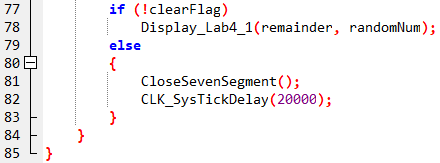 77 if (!clearFlag)
78 Display_Lab4_1(remainder, randomNum);
79 else
80 {
81 CloseSevenSegment();
82 CLK_SysTickDelay(20000);
83 }
84 }
85 }